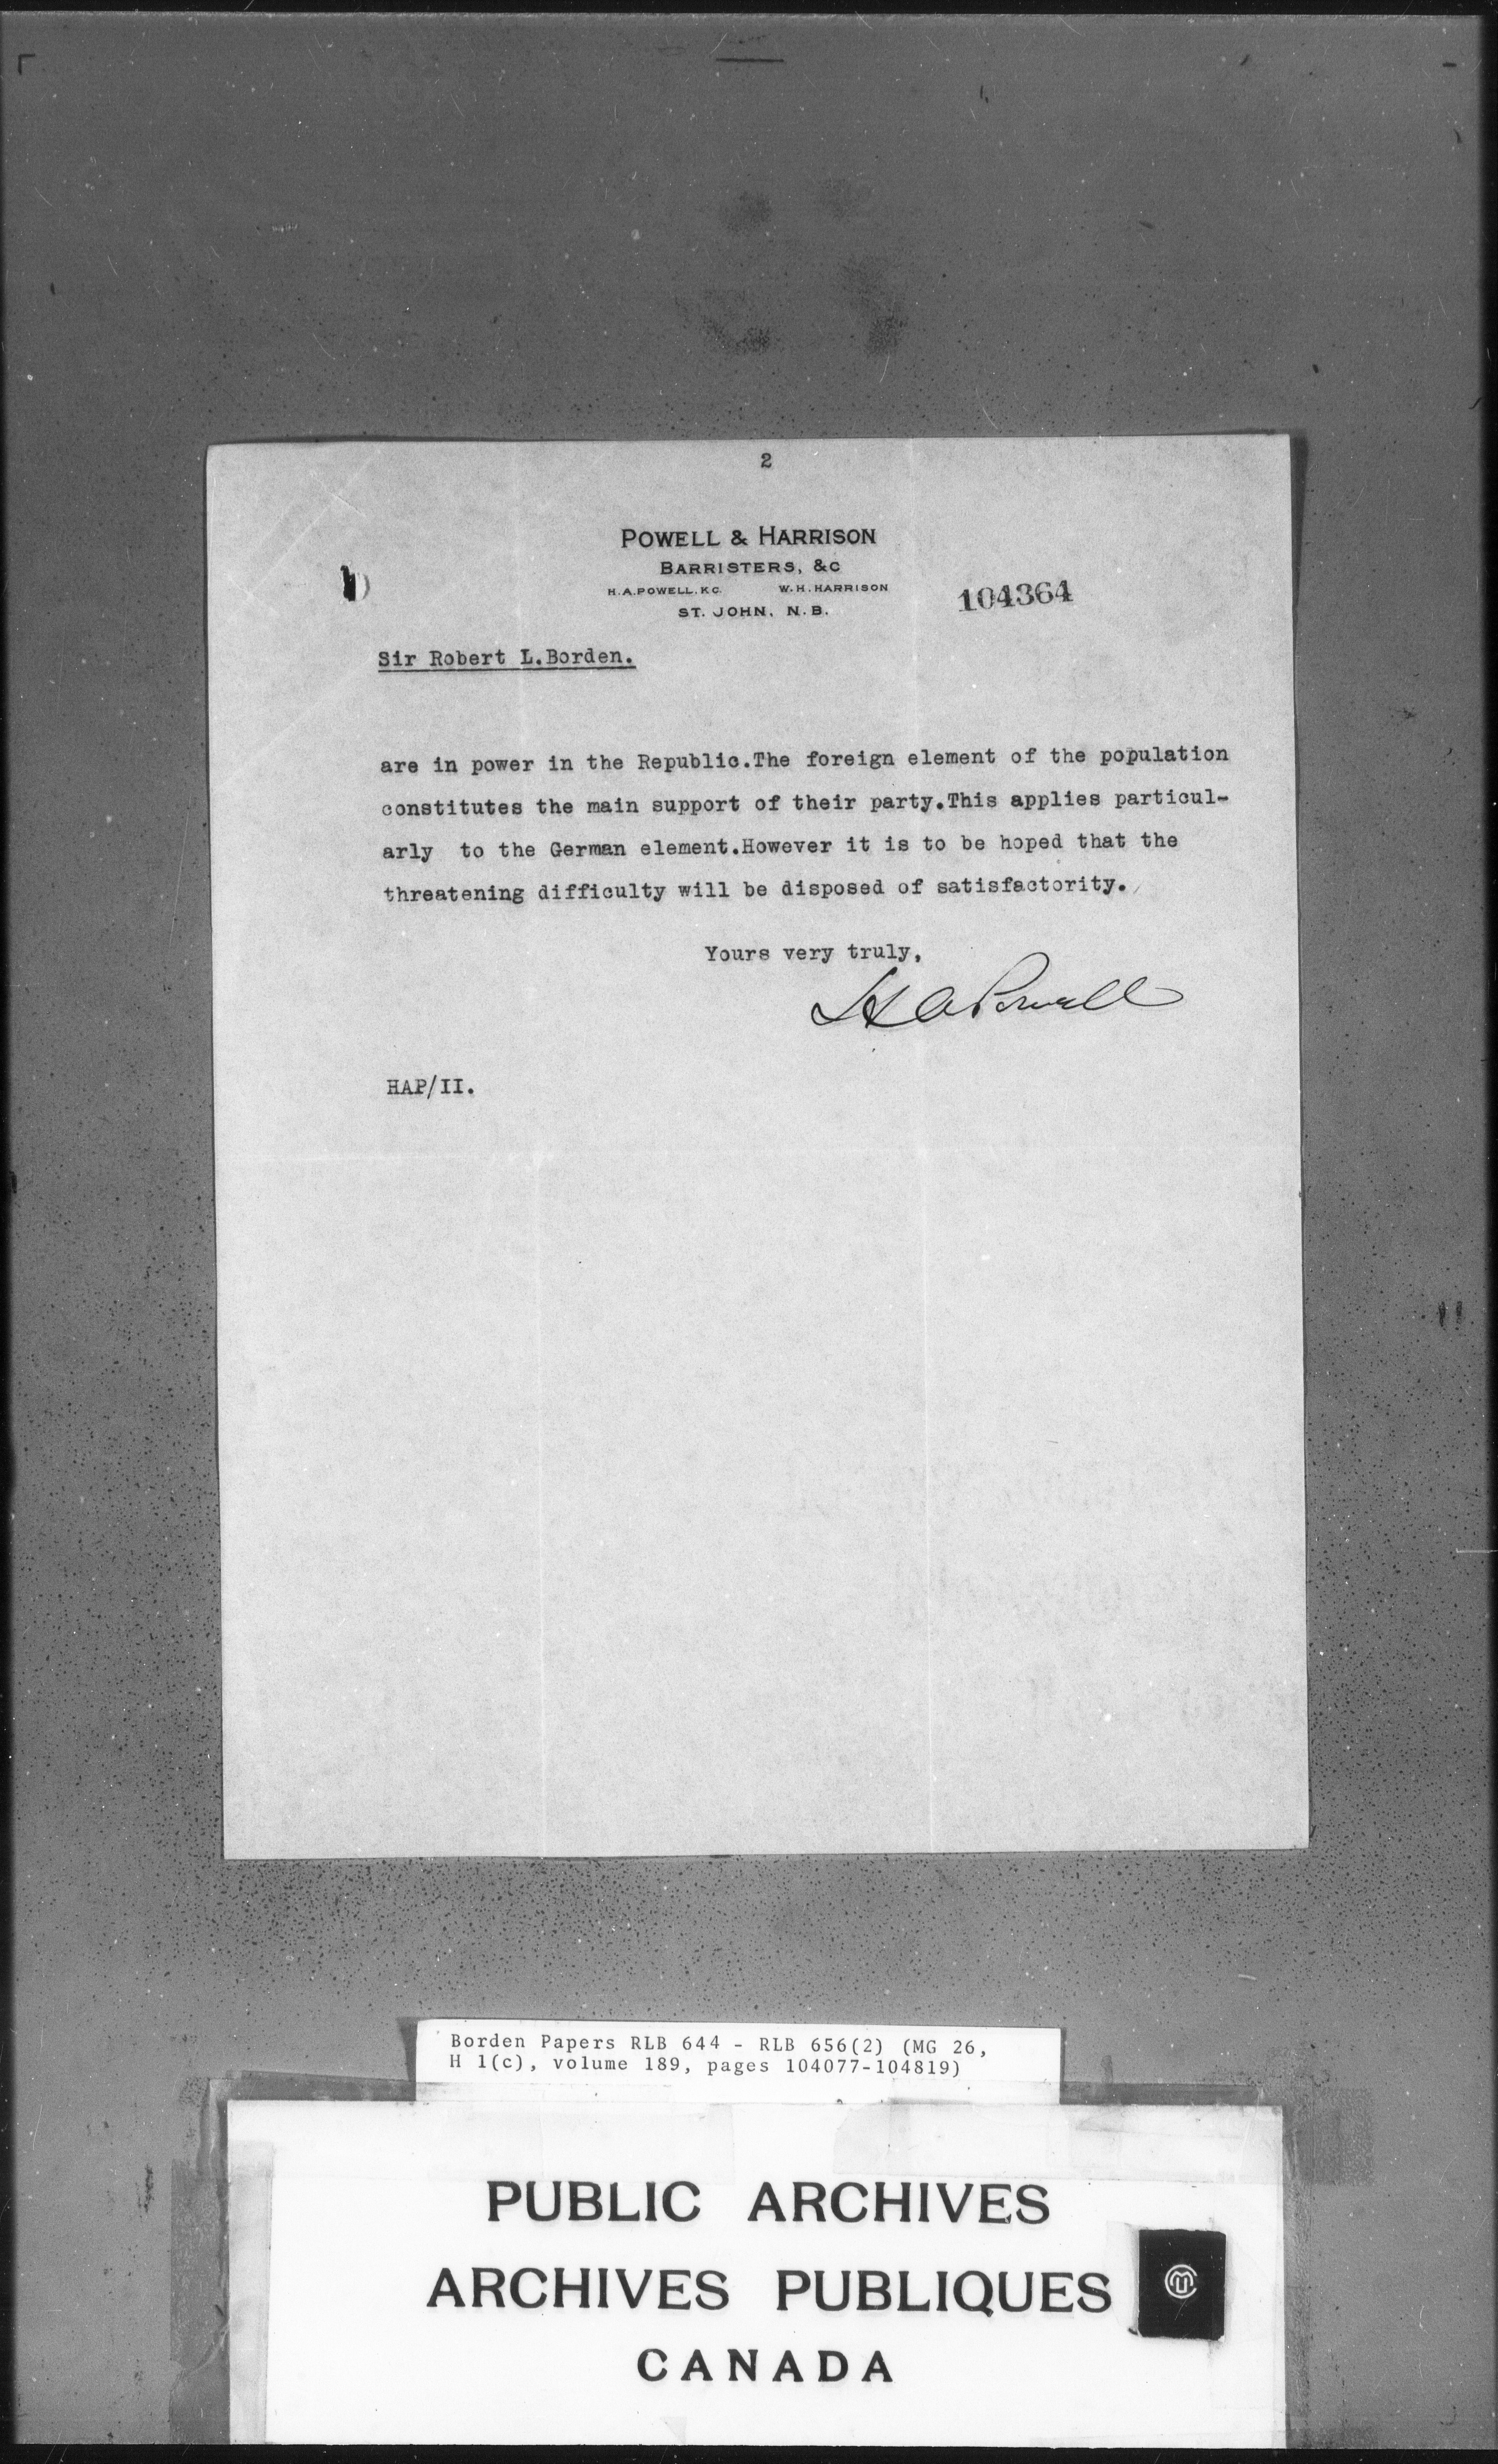 2
POWELL & HARRISON
BARRISTERS, &C
H.A.POWELL, K.C. W.H.HARRISON
ST. JOHN, N.B.
104364
Sir Robert L.Borden.
are in power in the Republic.The foreign element of the population
constitutes the main support of their party.This applies particul-
arly to the German element.However it is to be hoped that the
threatening difficulty will be disposed of satisfactority.
Yours very truly,
H A Powell
HAP/II.
Borden Papers RLB 644 - RLB 656(2) (MG 26,
H 1(c), volume 189, pages 104077-104819)
PUBLIC ARCHIVES
ARCHIVES PUBLIQUES
CANADA